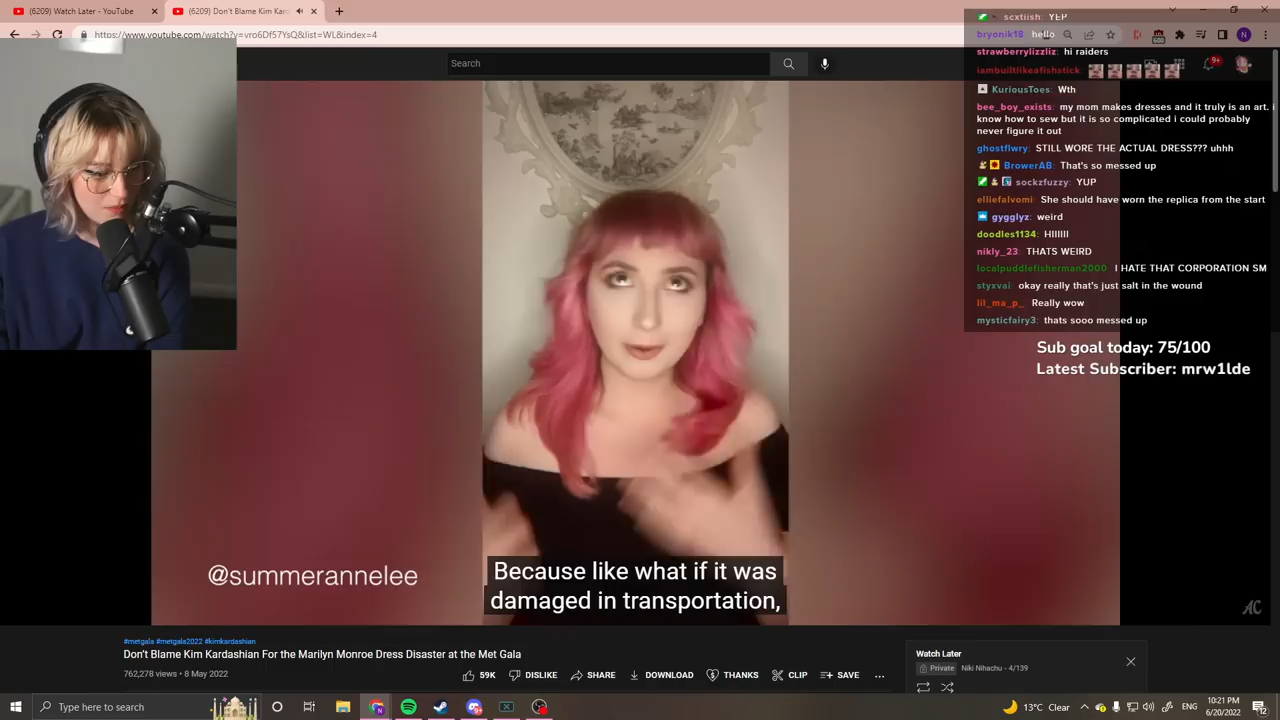 (6209) Watch Later - YouTube
(6209) Don't Blame Kim Karc
https://www.youtube.com/watch?v=vro6Df57YsQ&list=WL&index=4
600
N
Search
9+
scxtiish: YEP
bryonik18 hello
strawberrylizzliz: hi raiders
iambuiltlikeafishstick
KuriousToes: Wth
bee_boy_exists: my mom makes dresses and it truly is an art. i
know how to sew but it is so complicated i could probably
never figure it out
ghostflwry: STILL WORE THE ACTUAL DRESS??? uhhh
BrowerAB: That's so messed up
sockzfuzzy: YUP
elliefalvomi: She should have worn the replica from the start
gygglyz: weird
doodles1134: HIIIIII
nikly_23: THATS WEIRD
localpuddlefisherman2000: I HATE THAT CORPORATION SM
styxvai: okay really that's just salt in the wound
lil_ma_p_: Really wow
mysticfairy3: thats sooo messed up
Sub goal today: 75/100
Latest Subscriber: mrw1lde
@summerannelee
Because like what if it was
damaged in transportation,
AC
#metgala #metgala2022 #kimkardashian
Don't Blame Kim Kardashian For the Marilyn Monroe Dress Disaster at the Met Gala
762,278 views • 8 May 2022
59K
DISLIKE
SHARE
DOWNLOAD
THANKS
CLIP
SAVE
Watch Later
Private
Niki Nihachu - 4/139
Type here to search
13°C Clear
10:21 PM
6/20/2022
12